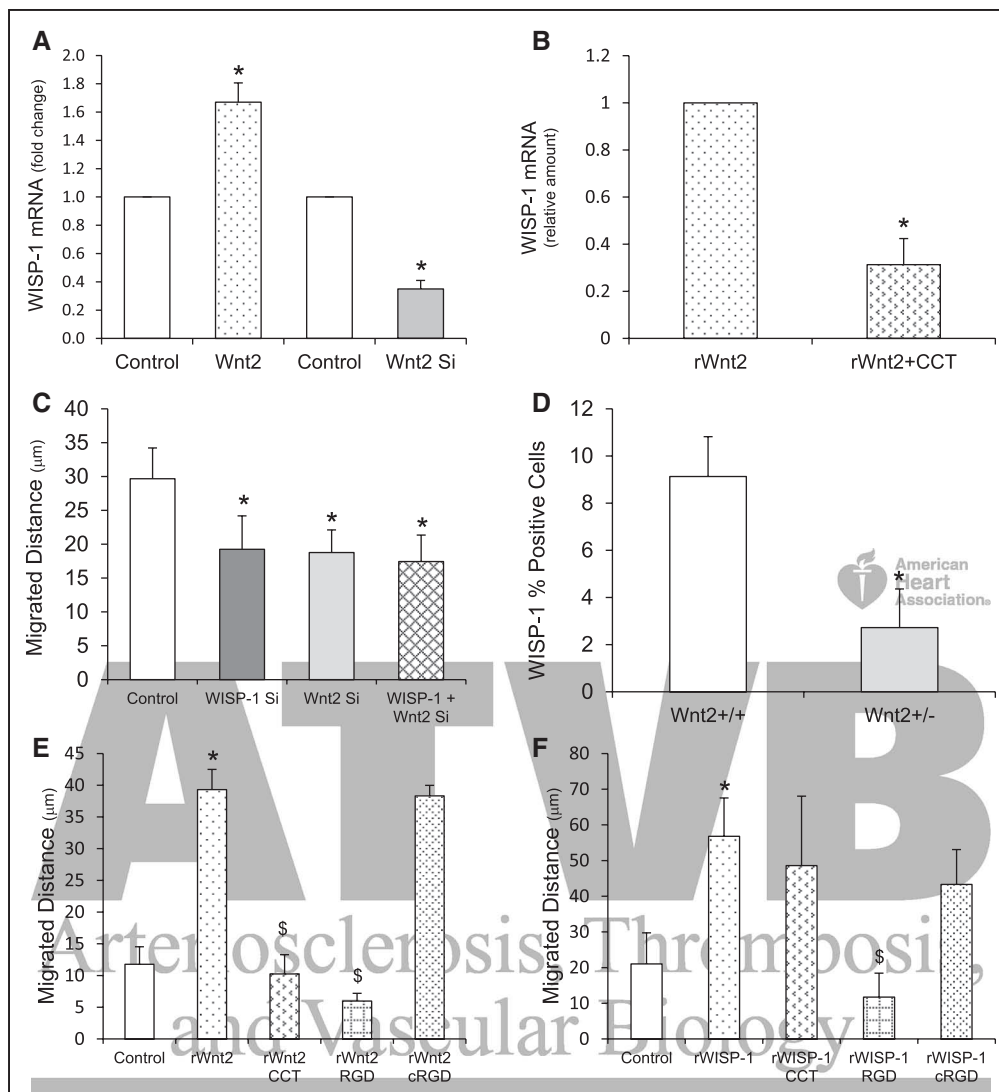 A
WISP-1 mRNA (fold change)
2.0
1.8
1.6
1.4
1.2
1.0
0.8
0.6
0.4
0.2
0.0
*
*
Control
Wnt2
Control
Wnt2 Si
B
WISP-1 mRNA
(relative amount)
1.2
1
0.8
0.6
0.4
0.2
0
*
rWnt2
rWnt2+CCT
C
Migrated Distance (μm)
40
35
30
25
20
15
10
5
0
*
*
*
Control
WISP-1 Si
Wnt2 Si
WISP-1 +
Wnt2 Si
D
WISP-1 % Positive Cells
12
10
8
6
4
2
0
*
Wnt2+/+
Wnt2+/-
American
Heart
Association®
ATVB
Arteriosclerosis, Thrombosis,
and Vascular Biology
E
Migrated Distance (μm)
45
40
35
30
25
20
15
10
5
0
*
$
$
Control
rWnt2
rWnt2
CCT
rWnt2
RGD
rWnt2
cRGD
F
Migrated Distance (μm)
80
70
60
50
40
30
20
10
0
*
$
Control
rWISP-1
rWISP-1
CCT
rWISP-1
RGD
rWISP-1
cRGD